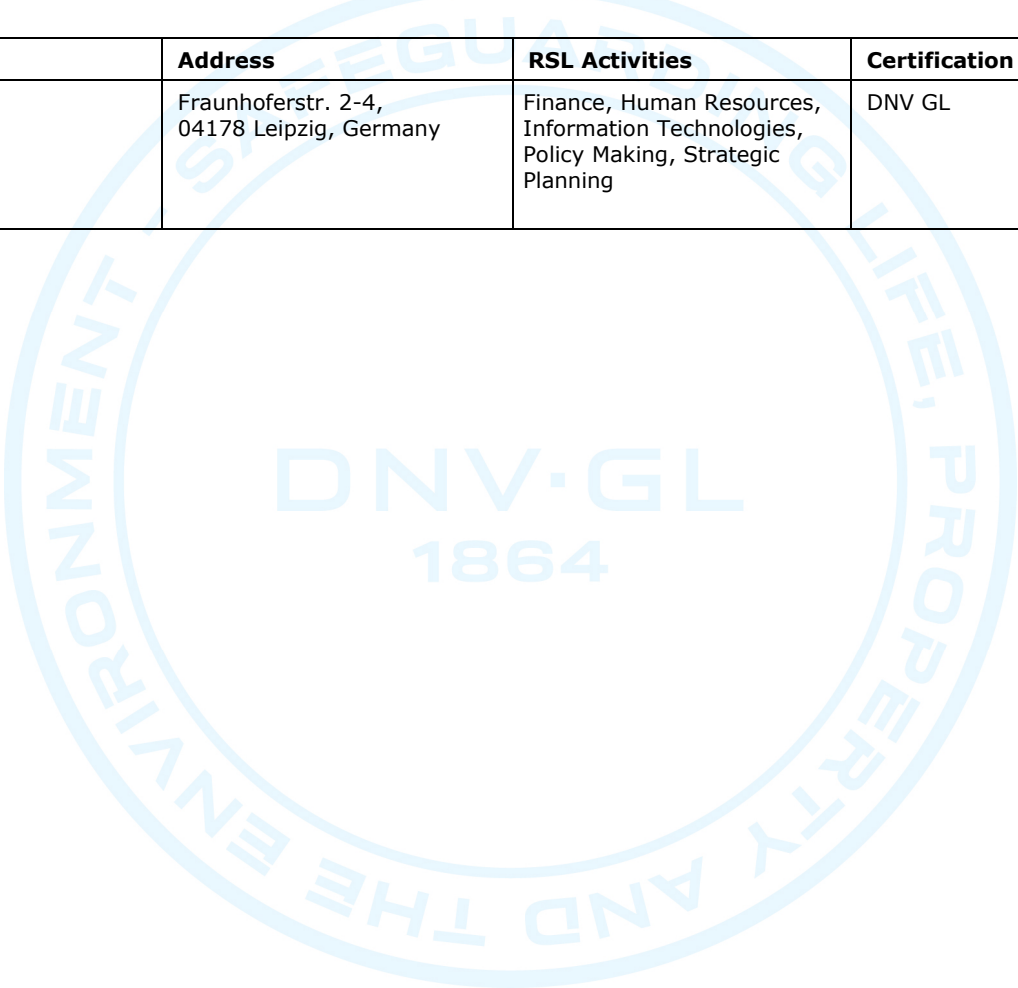 Address RSL Activities Certification
Fraunhoferstr. 2-4, Finance, Human Resources, DNV GL
04178 Leipzig, Germany Information Technologies,
Policy Making, Strategic
Planning
SAFEGUARDING LIFE, PROPERTY AND THE ENVIRONMENT -
DNV·GL
1864